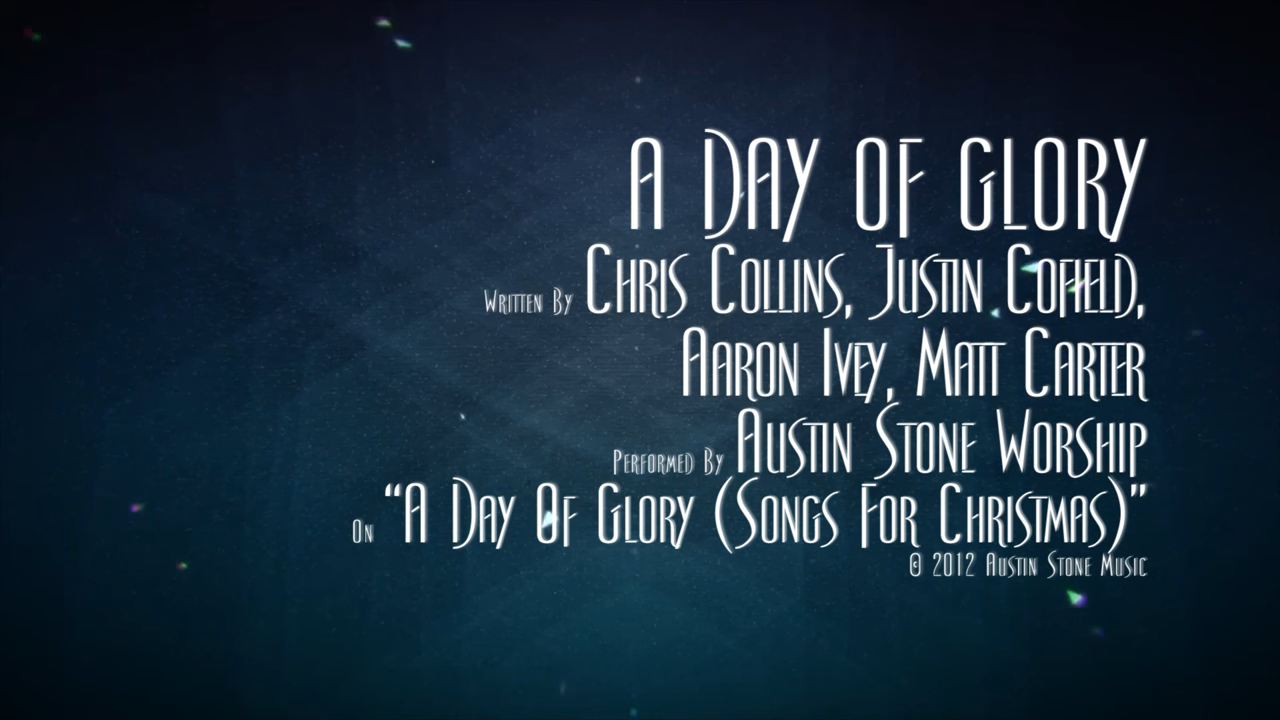 A Day of Glory
Written By Chris Collins, Justin Cofield,
Aaron Ivey, Matt Carter
Performed By Austin Stone Worship
On “A Day Of Glory (Songs For Christmas)”
© 2012 Austin Stone Music